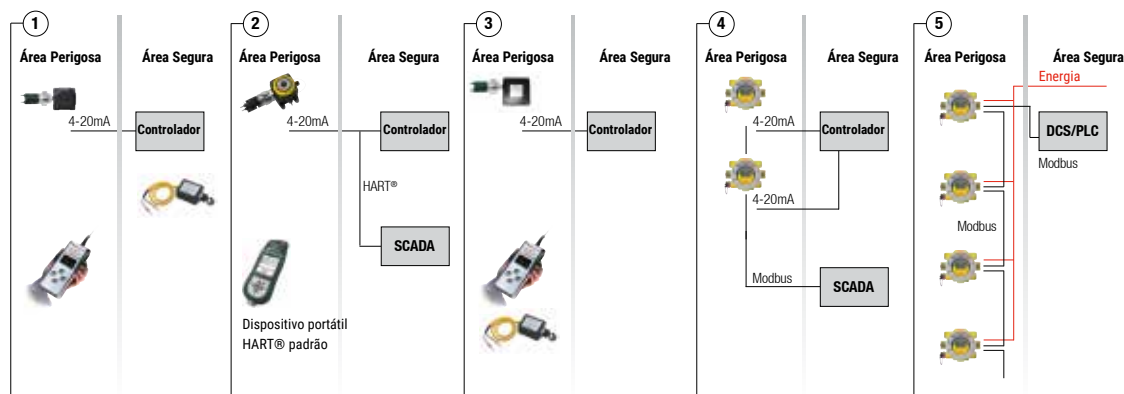 1
Área Perigosa
Área Segura
4-20mA
Controlador
2
Área Perigosa
Área Segura
4-20mA
Controlador
HART®
SCADA
Dispositivo portátil
HART® padrão
3
Área Perigosa
Área Segura
4-20mA
Controlador
4
Área Perigosa
Área Segura
4-20mA
Controlador
4-20mA
Modbus
SCADA
5
Área Perigosa
Área Segura
Energia
DCS/PLC
Modbus
Modbus